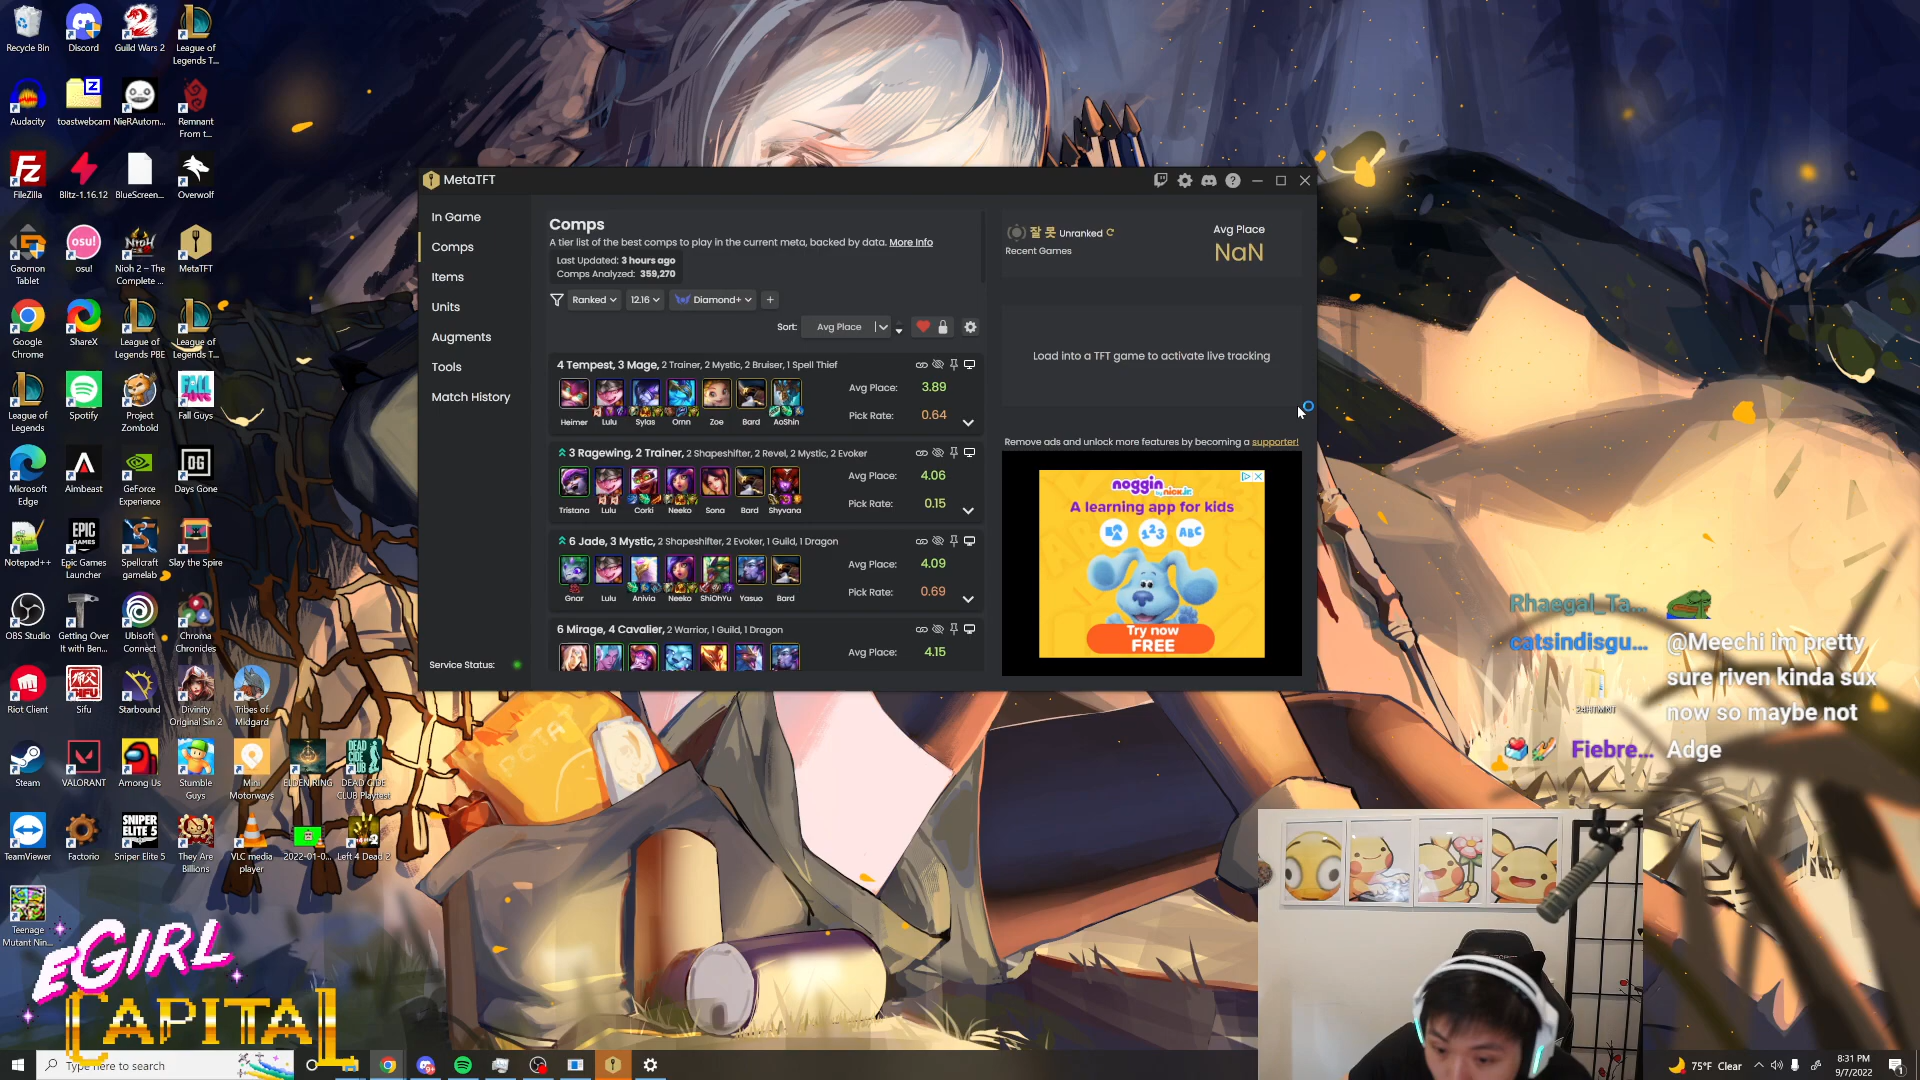 Recycle Bin
Discord
Guild Wars 2
League of
Legends T...
Audacity
toastwebcam
NieRAutom...
Remnant
From t...
FileZilla
Blitz-1.16.12
BlueScreen...
Overwolf
Gaomon
Tablet
osu!
Nioh 2 – The
Complete ...
MetaTFT
Google
Chrome
ShareX
League of
Legends PBE
League of
Legends T...
League of
Legends
Spotify
Project
Zomboid
Fall Guys
Microsoft
Edge
Aimbeast
GeForce
Experience
Days Gone
Notepad++
Epic Games
Launcher
Spellcraft
gamelab
Slay the Spire
OBS Studio
Getting Over
It with Ben...
Ubisoft
Connect
Chroma
Chronicles
Riot Client
Sifu
Starbound
Divinity
Original Sin 2
Tribes of
Midgard
Steam
VALORANT
Among Us
Stumble
Guys
Mini
Motorways
ELDEN RING
DEAD CIDE
CLUB Playtest
TeamViewer
Factorio
Sniper Elite 5
They Are
Billions
VLC media
player
2022-01-0...
Left 4 Dead 2
Teenage
Mutant Nin...
EGIRL
CAPITAL
MetaTFT
In Game
Comps
Items
Units
Augments
Tools
Match History
Service Status:
Comps
A tier list of the best comps to play in the current meta, backed by data. More Info
Last Updated: 3 hours ago
Comps Analyzed: 359,270
Ranked
12.16
Diamond+
+
Sort: Avg Place
4 Tempest, 3 Mage, 2 Trainer, 2 Mystic, 2 Bruiser, 1 Spell Thief
Heimer Lulu Sylas Ornn Zoe Bard AoShin
Avg Place: 3.89
Pick Rate: 0.64
3 Ragewing, 2 Trainer, 2 Shapeshifter, 2 Revel, 2 Mystic, 2 Evoker
Tristana Lulu Corki Neeko Sona Bard Shyvana
Avg Place: 4.06
Pick Rate: 0.15
6 Jade, 3 Mystic, 2 Shapeshifter, 2 Evoker, 1 Guild, 1 Dragon
Gnar Lulu Anivia Neeko ShiOhYu Yasuo Bard
Avg Place: 4.09
Pick Rate: 0.69
6 Mirage, 4 Cavalier, 2 Warrior, 1 Guild, 1 Dragon
Avg Place: 4.15
잘 못 Unranked
Recent Games
Avg Place
NaN
Load into a TFT game to activate live tracking
Remove ads and unlock more features by becoming a supporter!
noggin
by nick jr.
A learning app for kids
123
ABC
Try now
FREE
Rhaegal_Ta...
catsindisgu... @Meechi im pretty
sure riven kinda sux
now so maybe not
Fiebre... Adge
Type here to search
75°F Clear
8:31 PM
9/7/2022